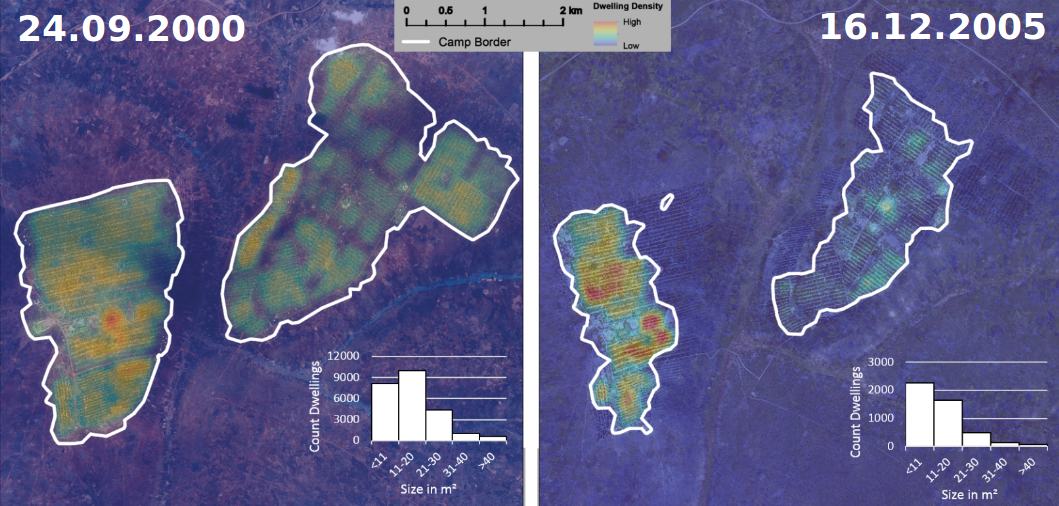 24.09.2000
0 0.5 1 2 km
Camp Border
Dwelling Density
High
Low
16.12.2005
Count Dwellings
12000
9000
6000
3000
0
<11 11-20 21-30 31-40 >40
Size in m²
Count Dwellings
3000
2000
1000
0
<11 11-20 21-30 31-40 >40
Size in m²